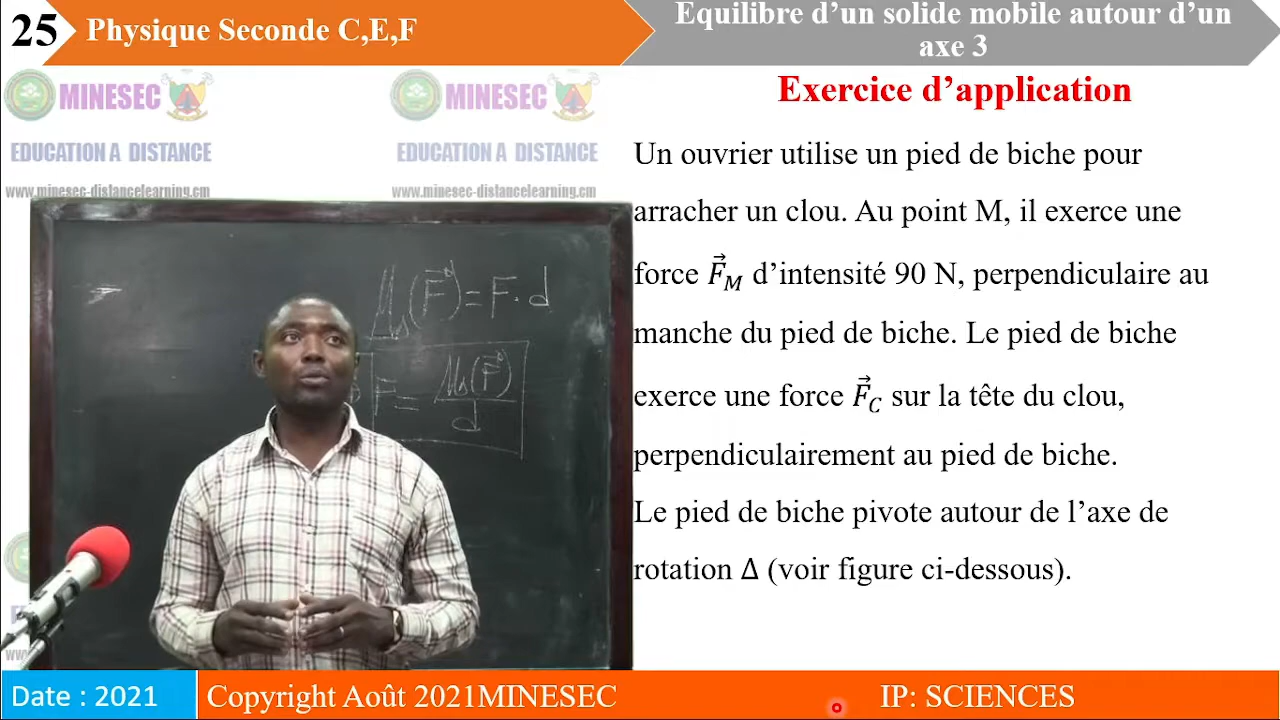 25
Physique Seconde C,E,F
Equilibre d’un solide mobile autour d’un
axe 3
MINESEC
MINESEC
EDUCATION A DISTANCE
EDUCATION A DISTANCE
www.minesec-distancelearning.cm
www.minesec-distancelearning.cm
Exercice d’application
Un ouvrier utilise un pied de biche pour
arracher un clou. Au point M, il exerce une
force F⃗_M d’intensité 90 N, perpendiculaire au
manche du pied de biche. Le pied de biche
exerce une force F⃗_C sur la tête du clou,
perpendiculairement au pied de biche.
Le pied de biche pivote autour de l’axe de
rotation Δ (voir figure ci-dessous).
M_Δ(F⃗) = F. d
F = M_Δ(F⃗)
d
Date : 2021
Copyright Août 2021MINESEC
IP: SCIENCES